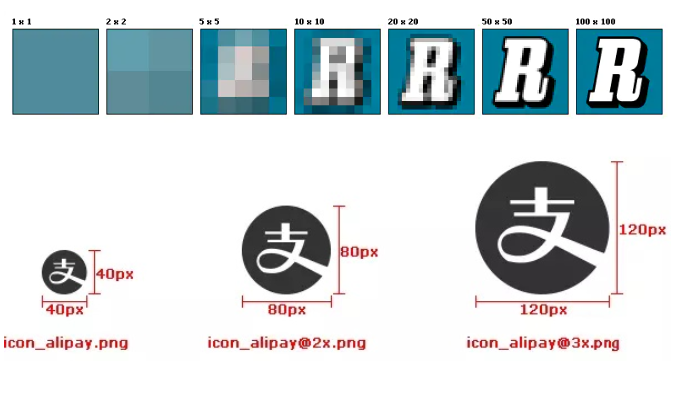 1 x 1
2 x 2
5 x 5
10 x 10
20 x 20
50 x 50
100 x 100
R
R
R
R
R
支
40px
40px
支
80px
80px
支
120px
120px
icon_alipay.png
icon_alipay@2x.png
icon_alipay@3x.png